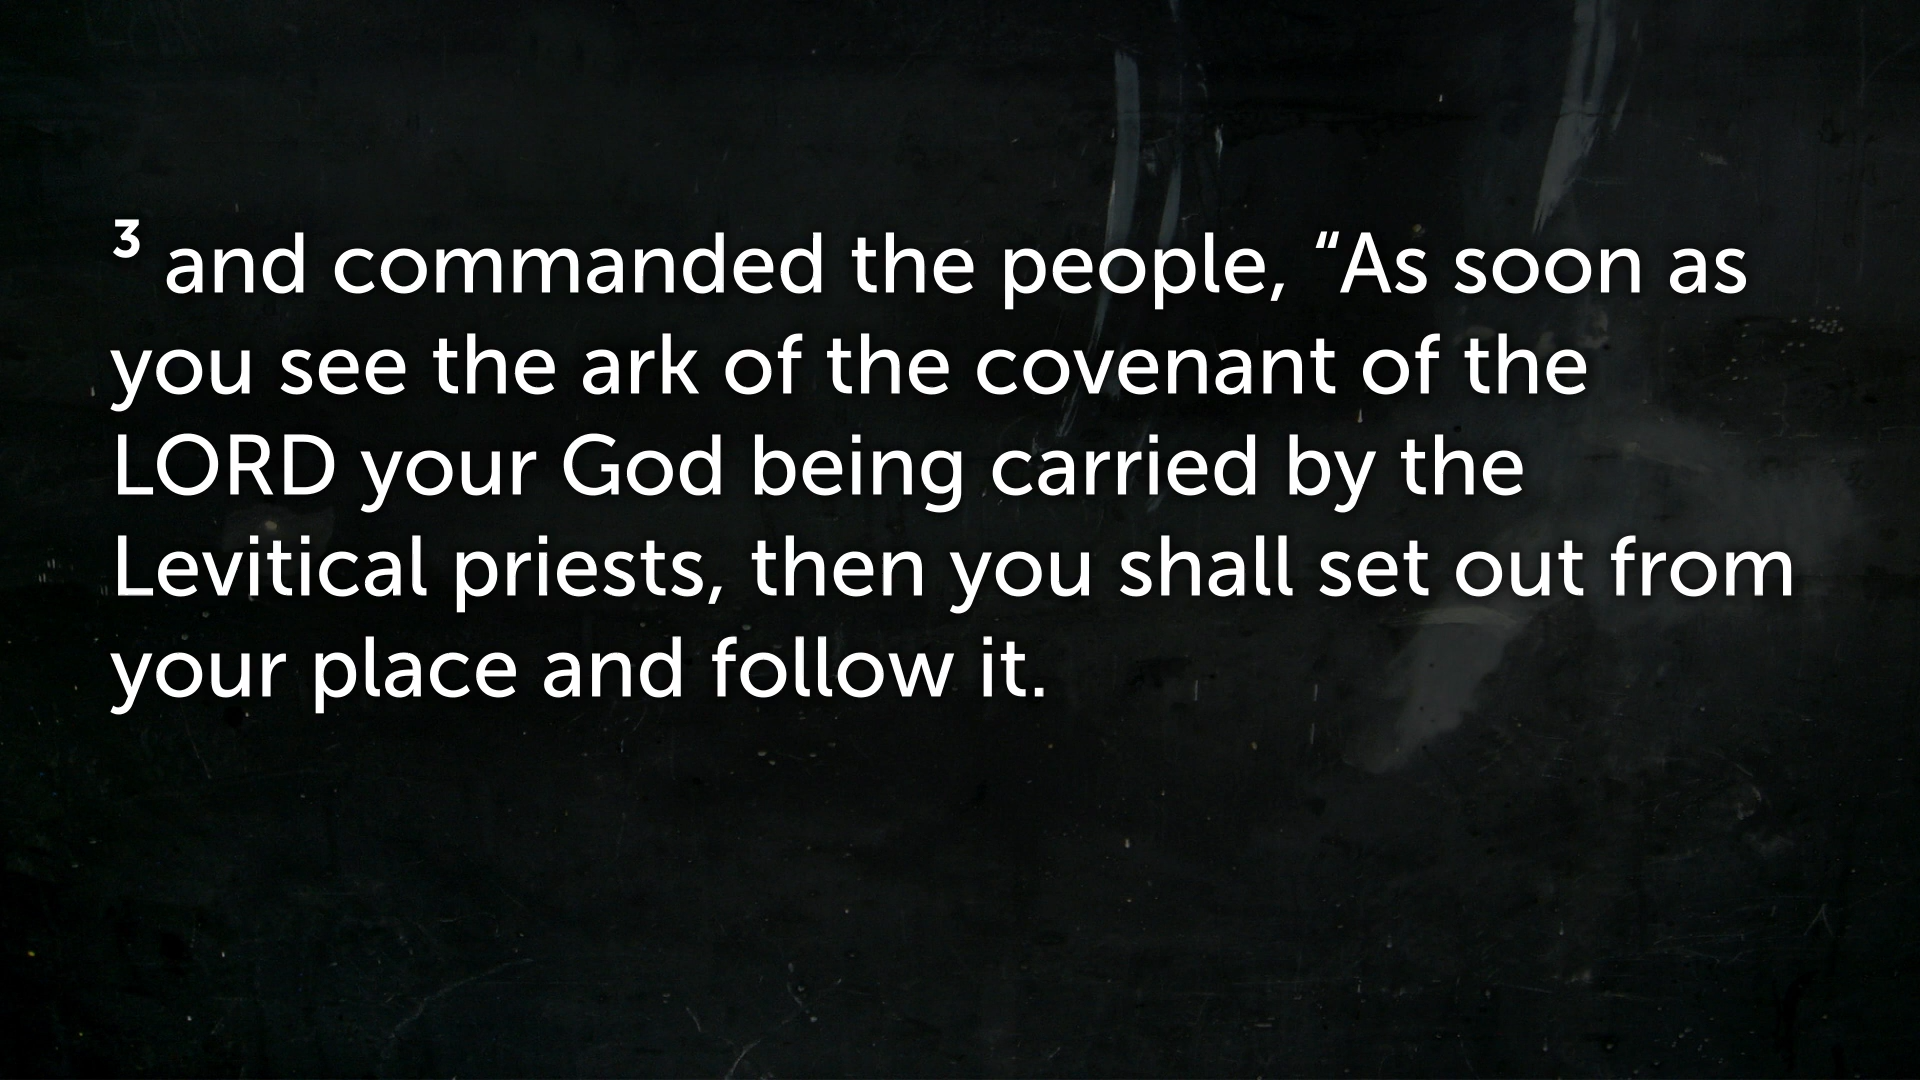 ³ and commanded the people, “As soon as
you see the ark of the covenant of the
LORD your God being carried by the
Levitical priests, then you shall set out from
your place and follow it.